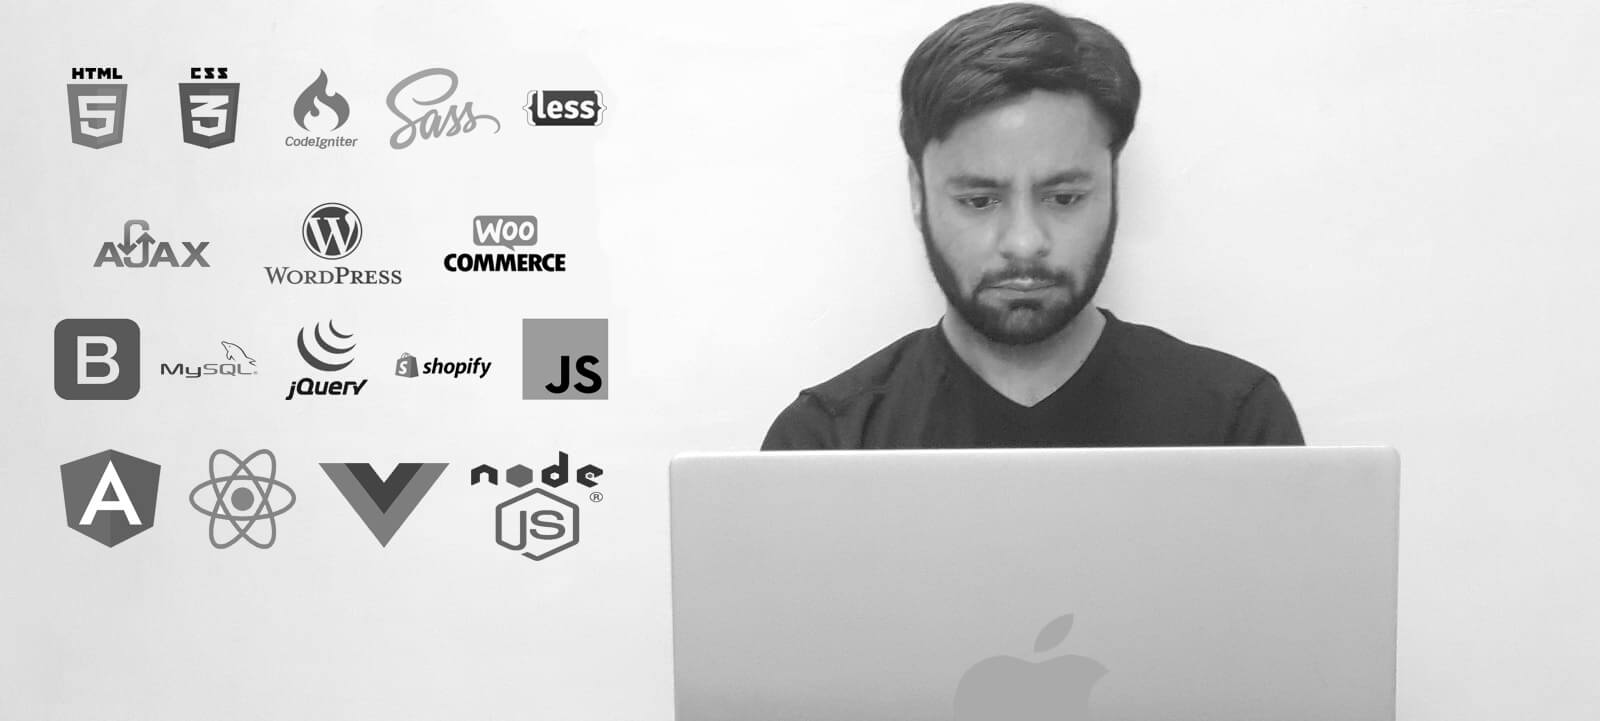 HTML
5
CSS
3
CodeIgniter
Sass
{less}
AJAX
W
WORDPRESS
WOO
COMMERCE
B
MySQL®
jQuery
S
shopify
JS
A
node
JS
®